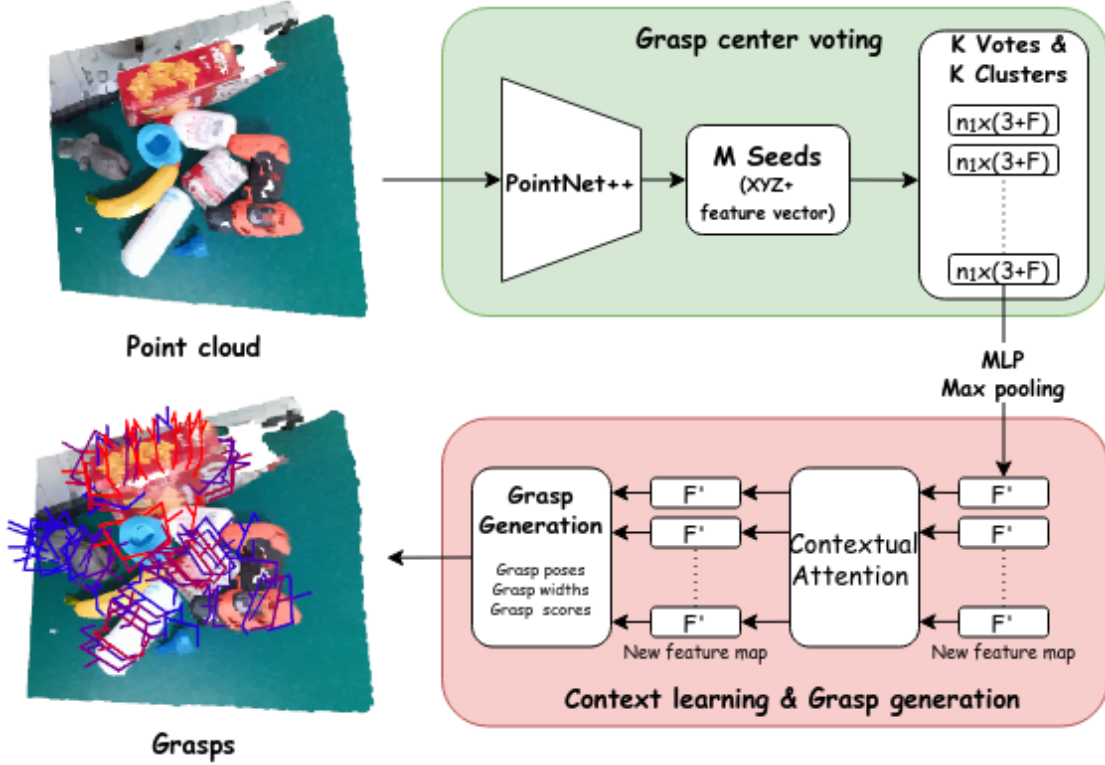 Grasp center voting
K Votes &
K Clusters
n1x(3+F)
n1x(3+F)
n1x(3+F)
PointNet++
M Seeds
(XYZ+
feature vector)
Point cloud
MLP
Max pooling
Grasp
Generation
Grasp poses
Grasp widths
Grasp scores
F'
F'
F'
New feature map
Contextual
Attention
F'
F'
F'
New feature map
Context learning & Grasp generation
Grasps